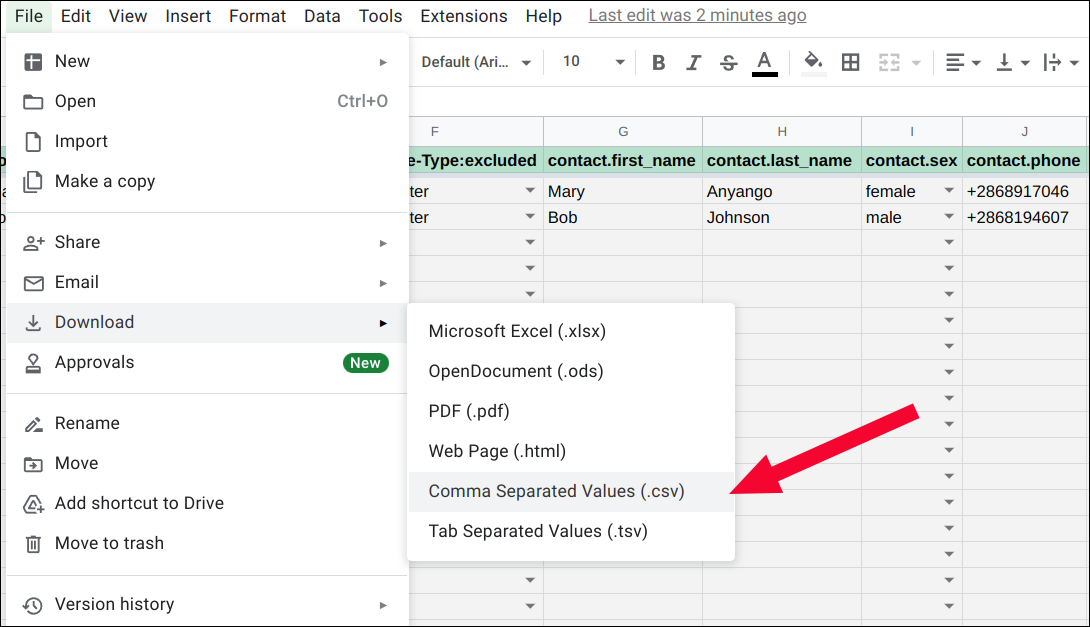 File Edit View Insert Format Data Tools Extensions Help Last edit was 2 minutes ago
Default (Ari... 10 B I S A
New
Open Ctrl+O
Import
Make a copy
Share
Email
Download
Approvals New
Rename
Move
Add shortcut to Drive
Move to trash
Version history
Microsoft Excel (.xlsx)
OpenDocument (.ods)
PDF (.pdf)
Web Page (.html)
Comma Separated Values (.csv)
Tab Separated Values (.tsv)
F G H I J
e-Type:excluded contact.first_name contact.last_name contact.sex contact.phone
ter Mary Anyango female +2868917046
ter Bob Johnson male +2868194607